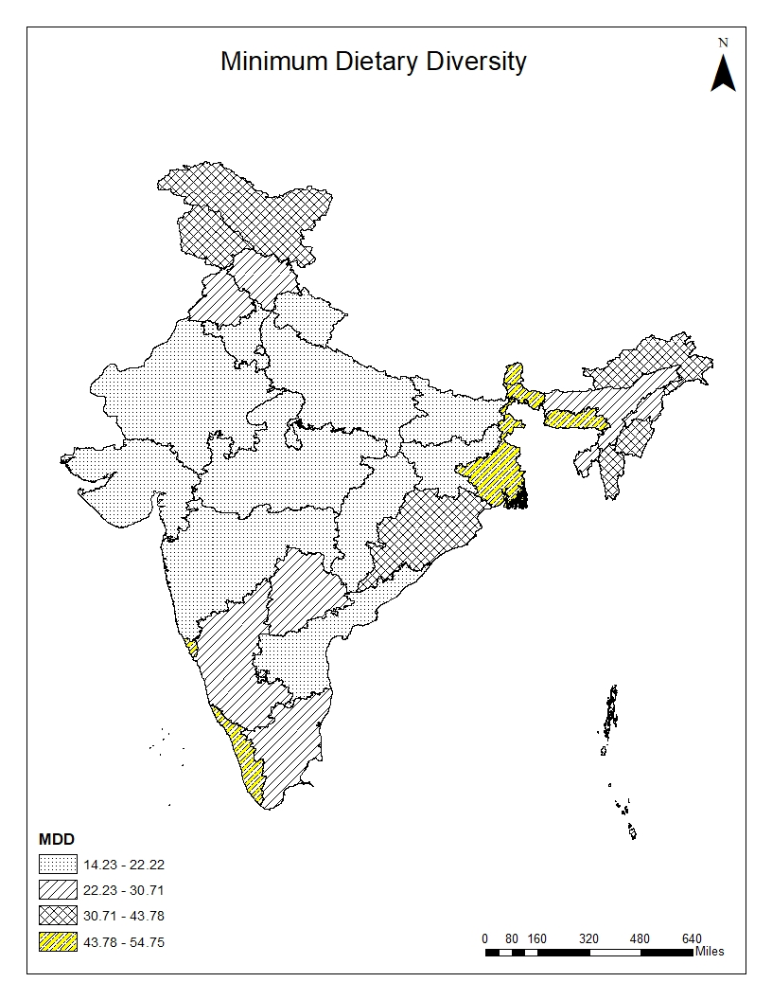 N
Minimum Dietary Diversity
MDD
14.23 - 22.22
22.23 - 30.71
30.71 - 43.78
43.78 - 54.75
0 80 160 320 480 640
Miles